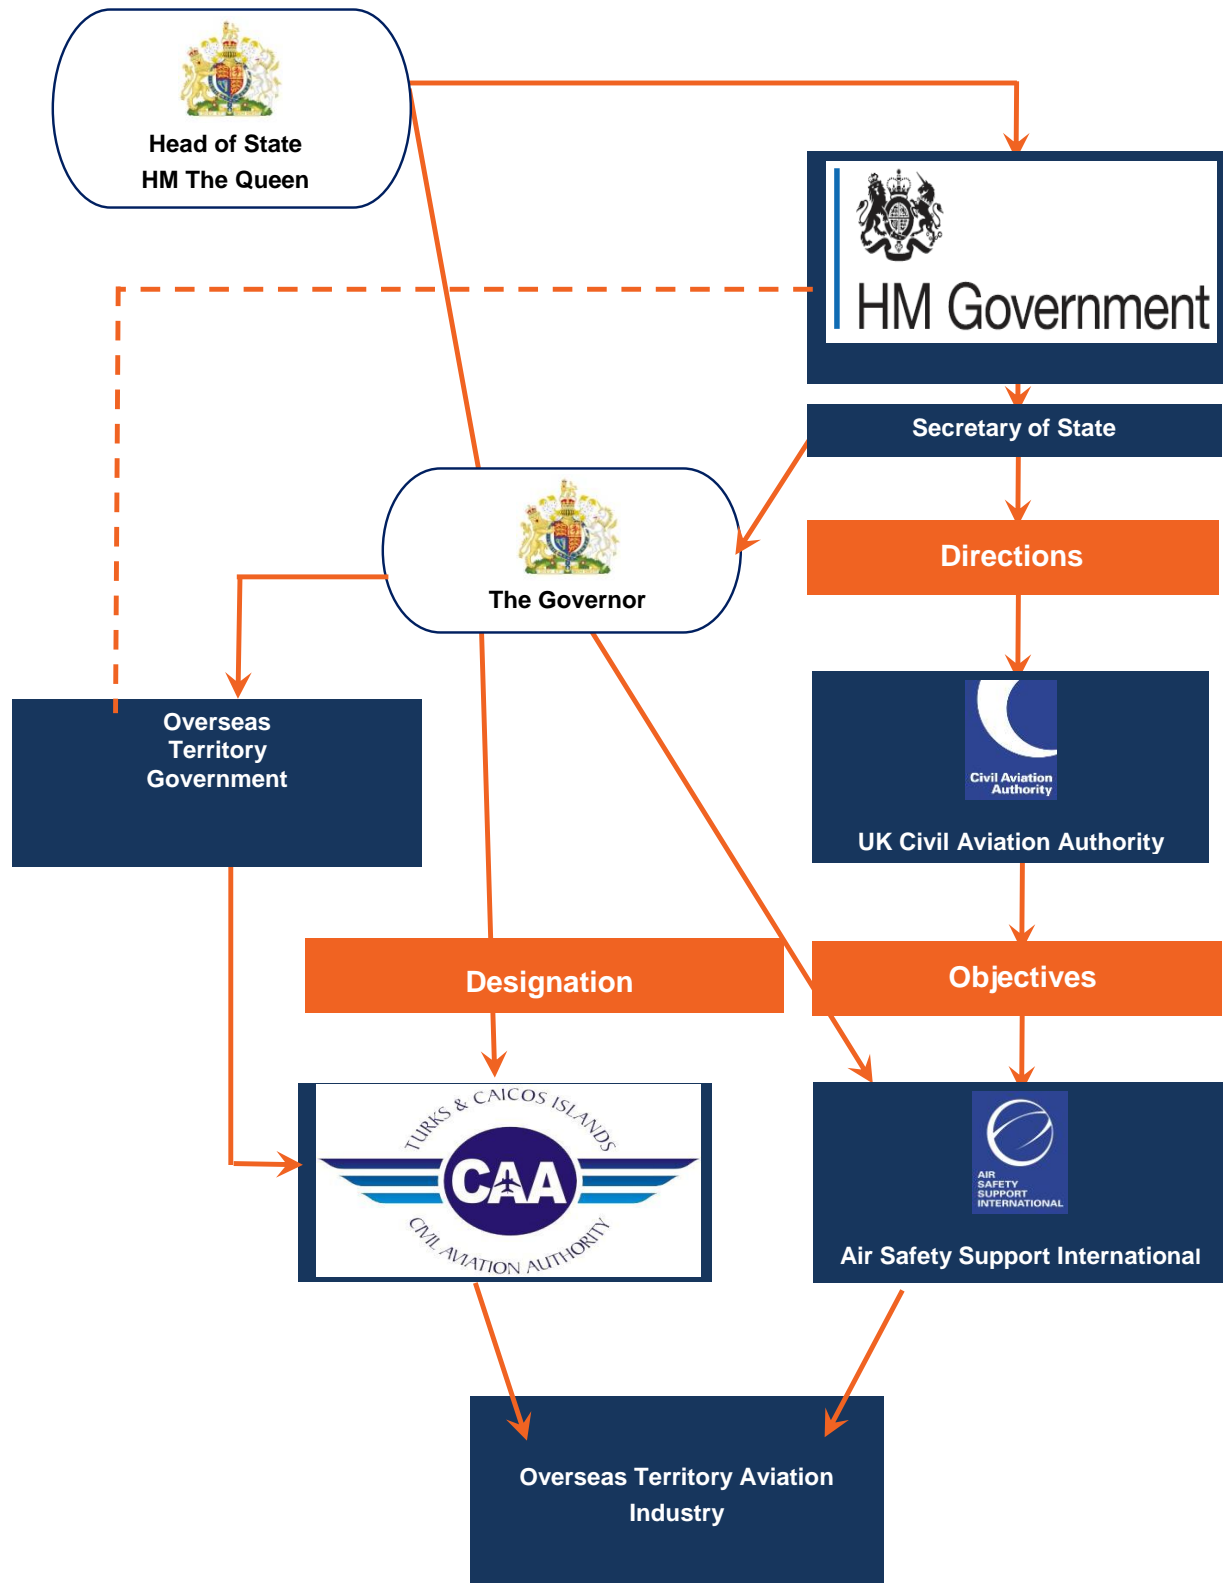 Head of State
HM The Queen
HM Government
Secretary of State
Directions
The Governor
Overseas
Territory
Government
Civil Aviation
Authority
UK Civil Aviation Authority
Designation
Objectives
TURKS & CAICOS ISLANDS
CAA
CIVIL AVIATION AUTHORITY
AIR
SAFETY
SUPPORT
INTERNATIONAL
Air Safety Support International
Overseas Territory Aviation
Industry